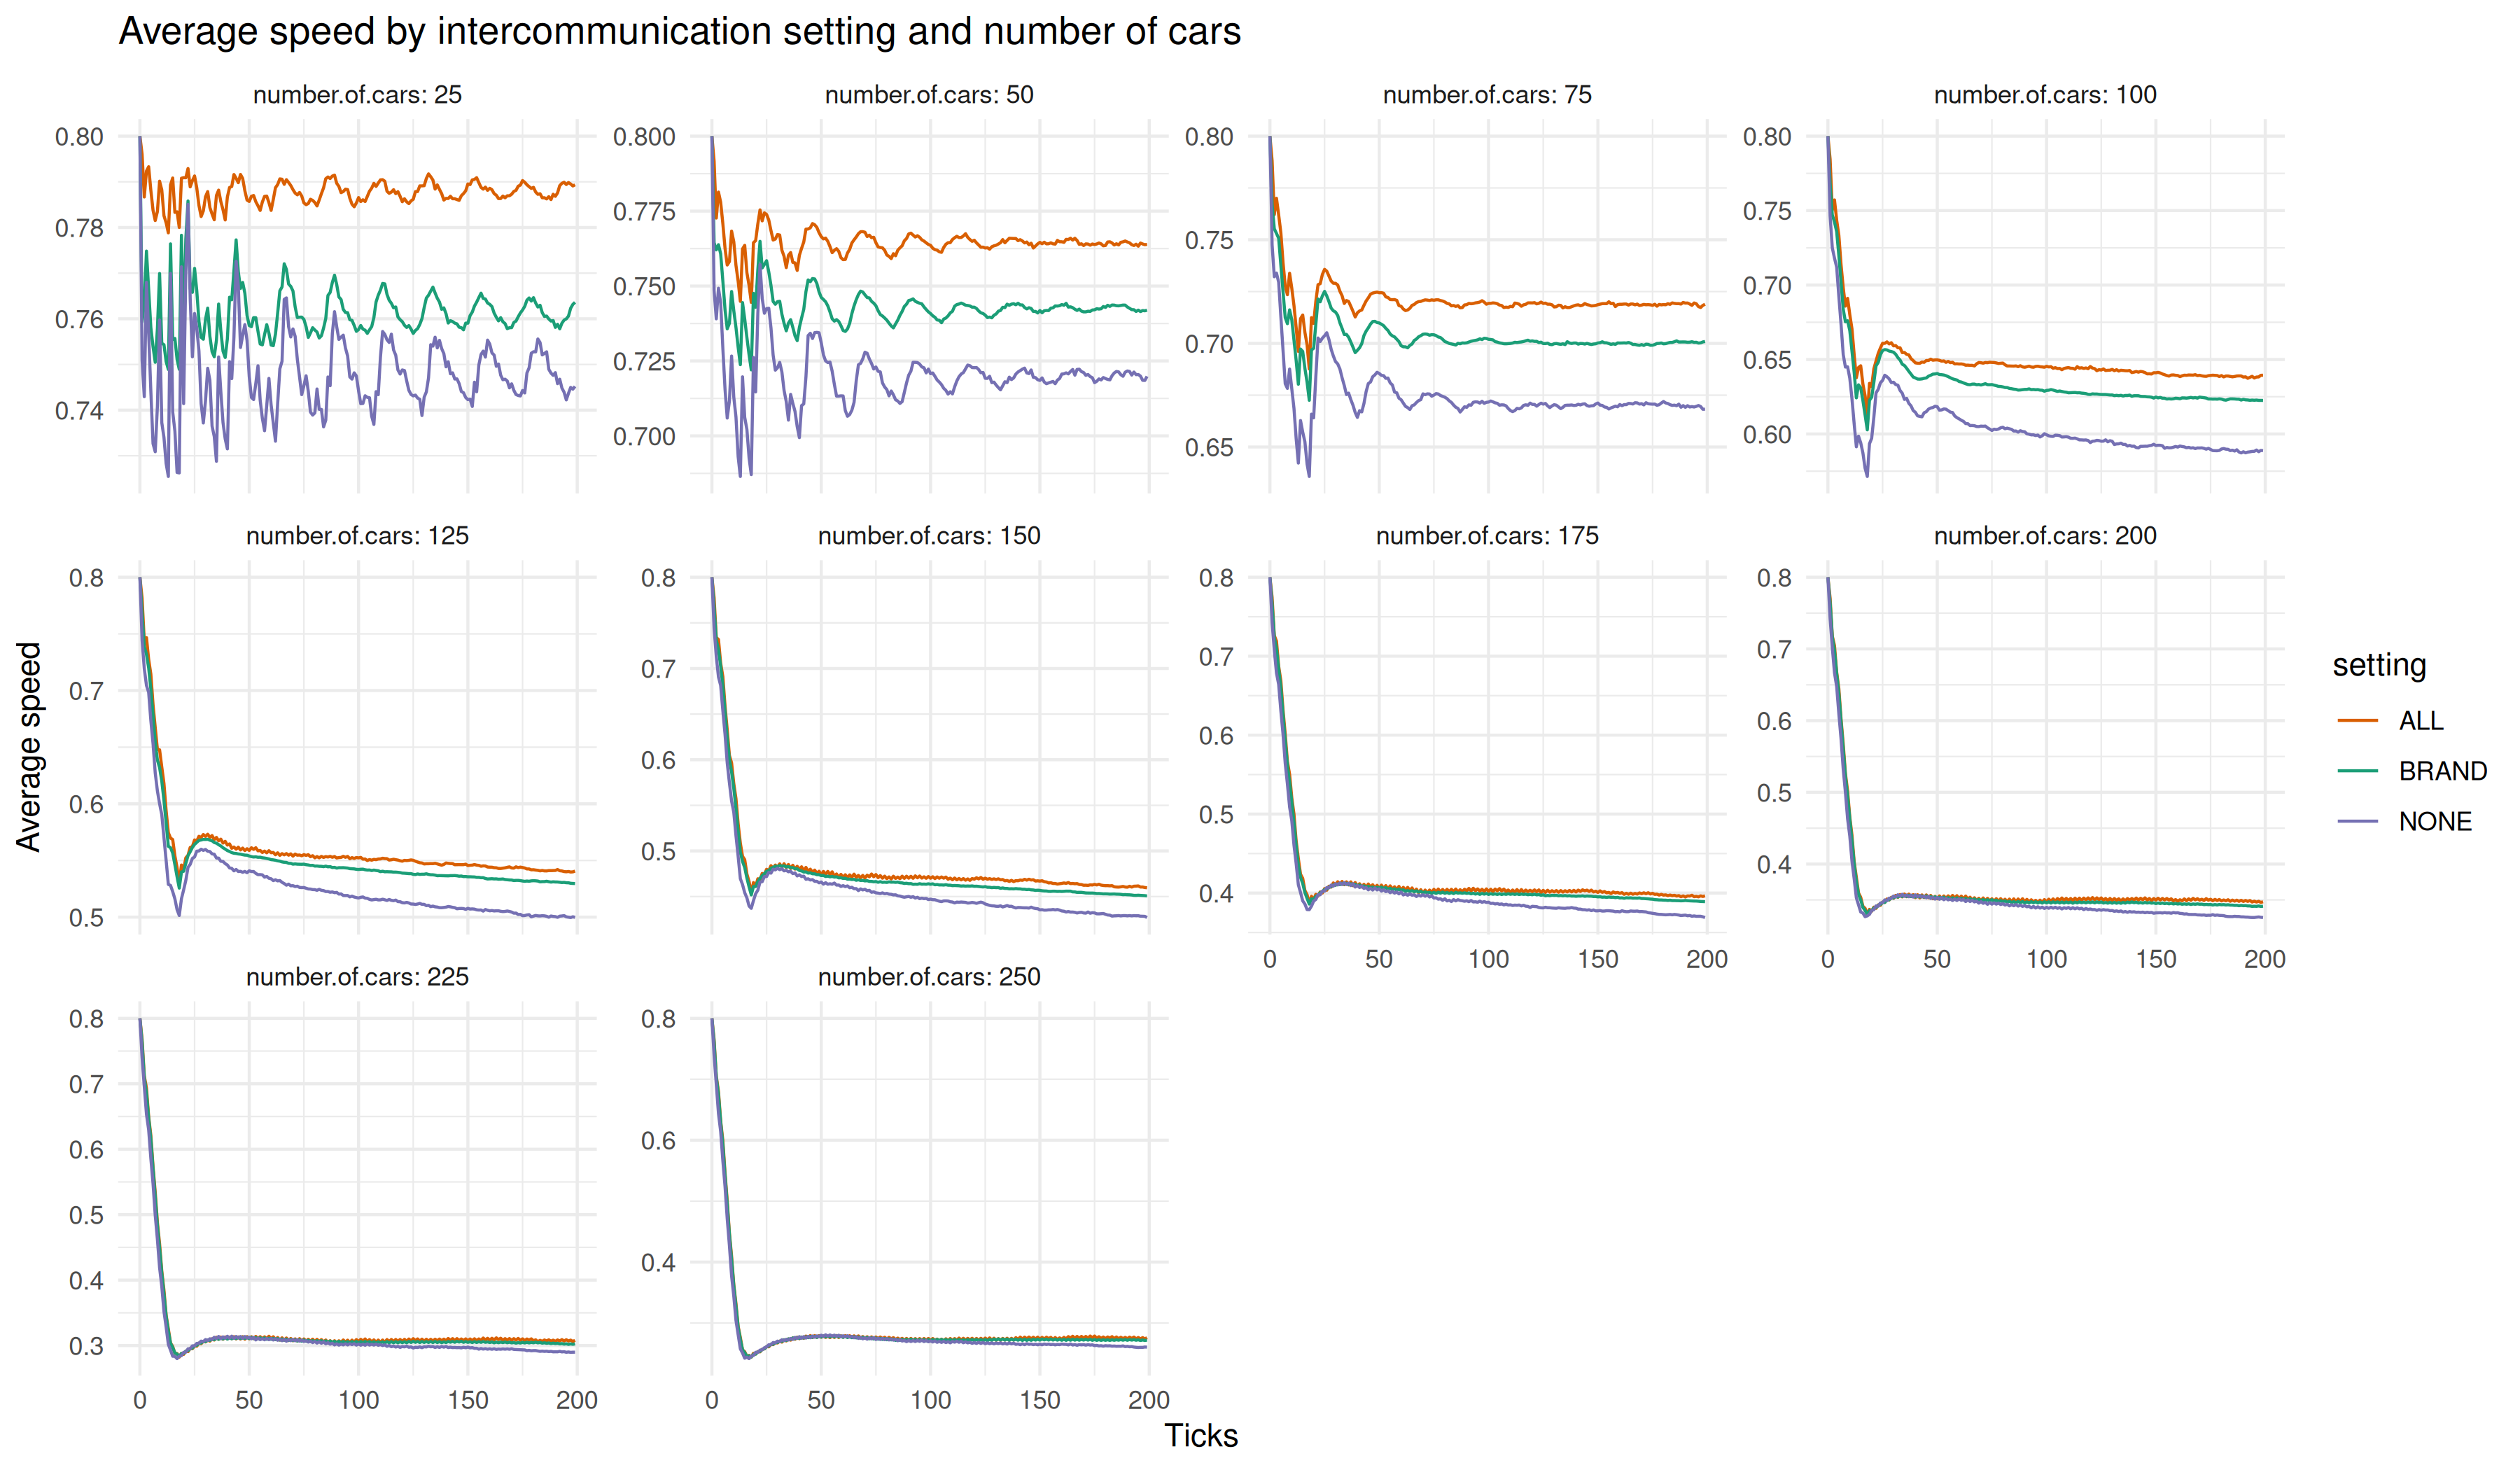 Average speed by intercommunication setting and number of cars
number.of.cars: 25
number.of.cars: 50
number.of.cars: 75
number.of.cars: 100
0.80
0.78
0.76
0.74
0.800
0.775
0.750
0.725
0.700
0.80
0.75
0.70
0.65
0.80
0.75
0.70
0.65
0.60
number.of.cars: 125
number.of.cars: 150
number.of.cars: 175
number.of.cars: 200
0.8
0.7
0.6
0.5
0.8
0.7
0.6
0.5
0.8
0.7
0.6
0.5
0.4
0 50 100 150 200
0.8
0.7
0.6
0.5
0.4
0 50 100 150 200
number.of.cars: 225
number.of.cars: 250
0.8
0.7
0.6
0.5
0.4
0.3
0 50 100 150 200
0.8
0.6
0.4
0 50 100 150 200
Average speed
Ticks
setting
ALL
BRAND
NONE